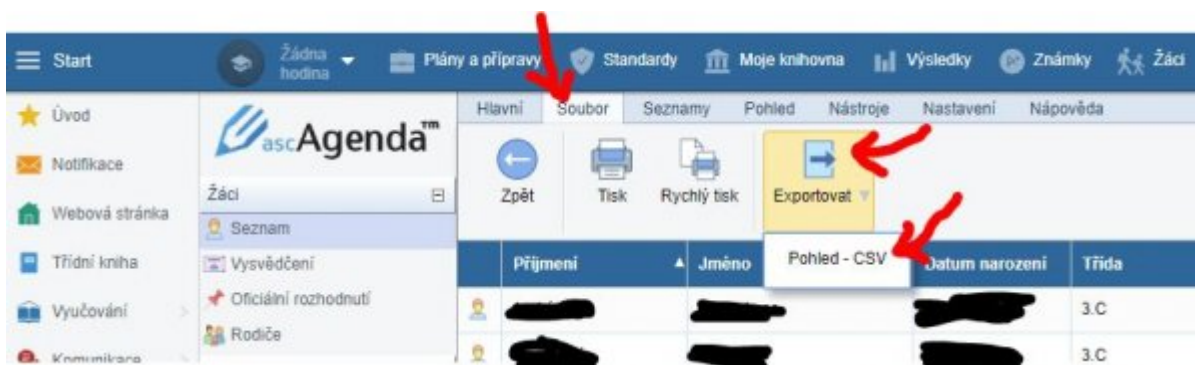 Start
Žádna hodina
Plány a přípravy
Standardy
Moje knihovna
Výsledky
Známky
Žáci
Úvod
Notifikace
Webová stránka
Třídní kniha
Vyučování
Komunikace
ascAgenda™
Žáci
Seznam
Vysvědčení
Oficiální rozhodnutí
Rodiče
Hlavní Soubor Seznamy Pohled Nástroje Nastavení Nápověda
Zpět Tisk Rychlý tisk Exportovat
Pohled - CSV
Příjmení Jméno Datum narození Třída
3.C
3.C